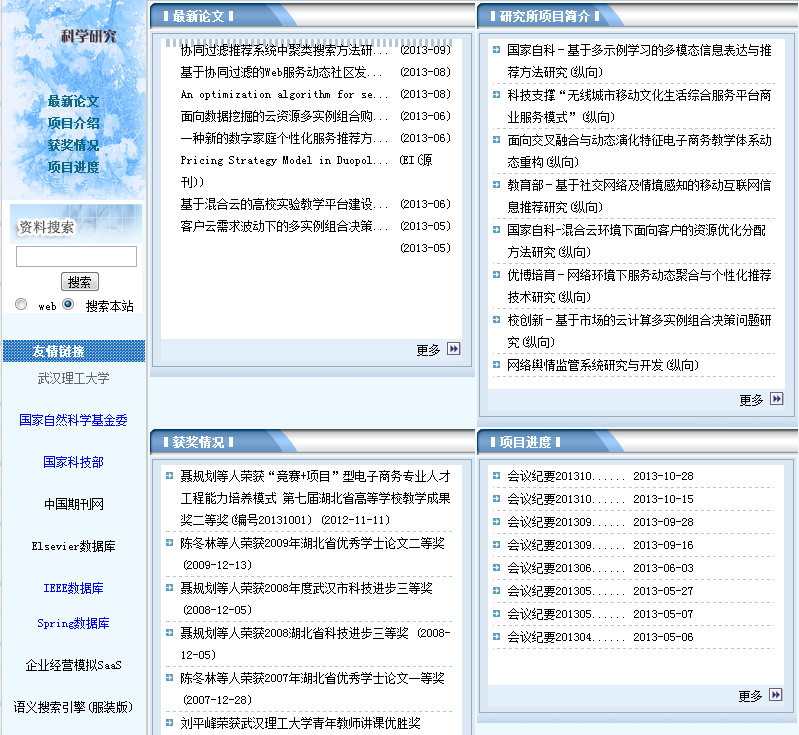 科学研究
最新论文
项目介绍
获奖情况
项目进度
资料搜索
搜索
web 搜索本站
友情链接
武汉理工大学
国家自然科学基金委
国家科技部
中国期刊网
Elsevier数据库
IEEE数据库
Spring数据库
企业经营模拟SaaS
语义搜索引擎(服装版)
最新论文
协同过滤推荐系统中聚类搜索方法研... (2013-09)
基于协同过滤的Web服务动态社区发... (2013-08)
An optimization algorithm for se... (2013-08)
面向数据挖掘的云资源多实例组合购... (2013-06)
一种新的数字家庭个性化服务推荐方... (2013-06)
Pricing Strategy Model in Duopol... (EI(源
刊))
基于混合云的高校实验教学平台建设... (2013-06)
客户云需求波动下的多实例组合决策... (2013-05)
(2013-05)
更多
研究所项目简介
国家自科－基于多示例学习的多模态信息表达与推
荐方法研究(纵向)
科技支撑“无线城市移动文化生活综合服务平台商
业服务模式”(纵向)
面向交叉融合与动态演化特征电子商务教学体系动
态重构(纵向)
教育部－基于社交网络及情境感知的移动互联网信
息推荐研究(纵向)
国家自科-混合云环境下面向客户的资源优化分配
方法研究(纵向)
优博培育－网络环境下服务动态聚合与个性化推荐
技术研究(纵向)
校创新－基于市场的云计算多实例组合决策问题研
究(纵向)
网络舆情监管系统研究与开发(纵向)
更多
获奖情况
聂规划等人荣获“竞赛+项目”型电子商务专业人才
工程能力培养模式 第七届湖北省高等学校教学成果
奖二等奖(编号20131001) (2012-11-11)
陈冬林等人荣获2009年湖北省优秀学士论文二等奖
(2009-12-13)
聂规划等人荣获2008年度武汉市科技进步三等奖
(2008-12-05)
聂规划等人荣获2008湖北省科技进步三等奖 (2008-
12-05)
陈冬林等人荣获2007年湖北省优秀学士论文一等奖
(2007-12-28)
刘平峰荣获武汉理工大学青年教师讲课优胜奖
项目进度
会议纪要201310...... 2013-10-28
会议纪要201310...... 2013-10-15
会议纪要201309...... 2013-09-28
会议纪要201309...... 2013-09-16
会议纪要201306...... 2013-06-03
会议纪要201305...... 2013-05-27
会议纪要201305...... 2013-05-07
会议纪要201304...... 2013-05-06
更多